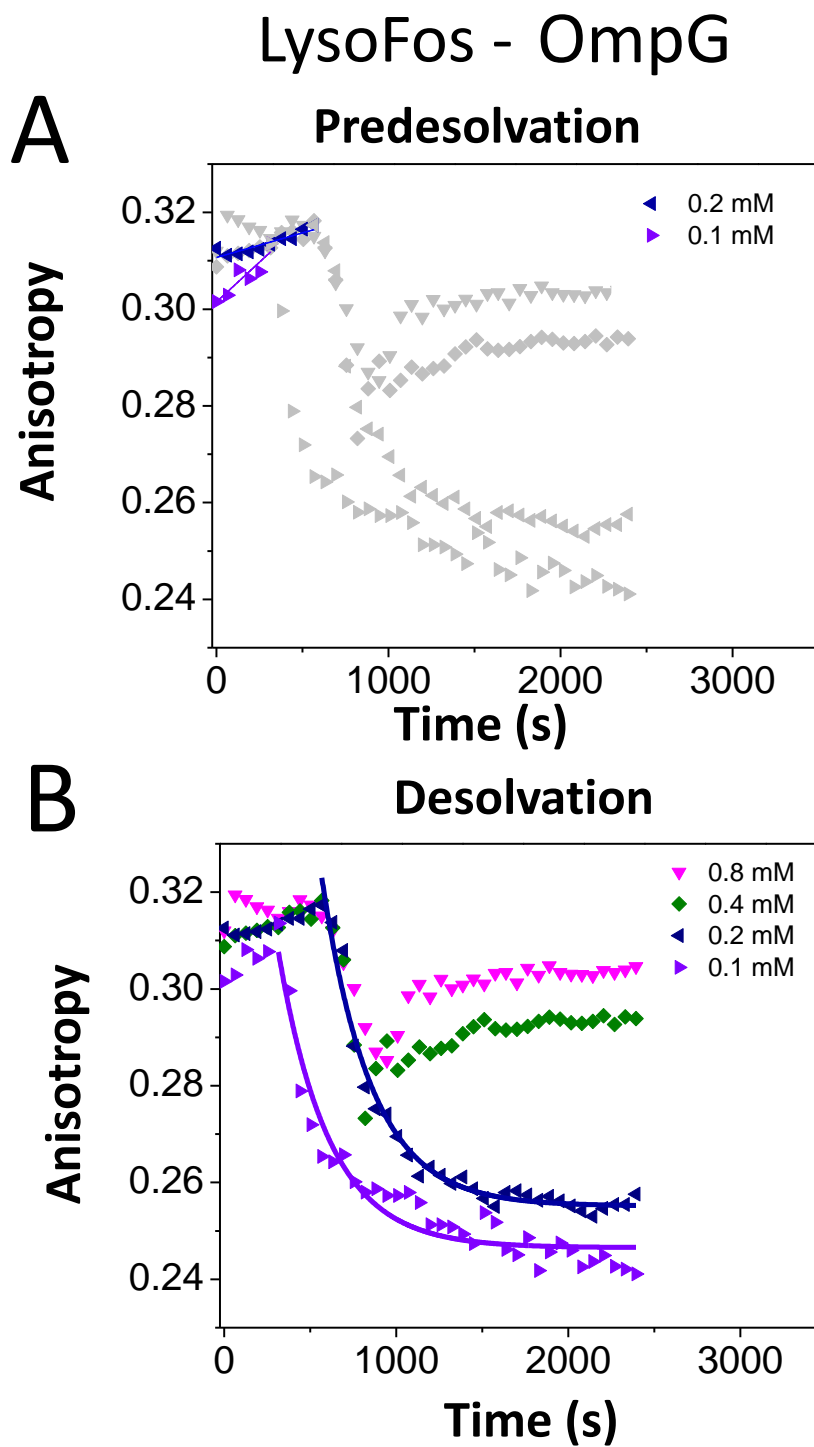 LysoFos - OmpG
A
Predesolvation
0.32
0.30
0.28
0.26
0.24
Anisotropy
0.2 mM
0.1 mM
0
1000
2000
3000
Time (s)
B
Desolvation
0.32
0.30
0.28
0.26
0.24
Anisotropy
0.8 mM
0.4 mM
0.2 mM
0.1 mM
0
1000
2000
3000
Time (s)